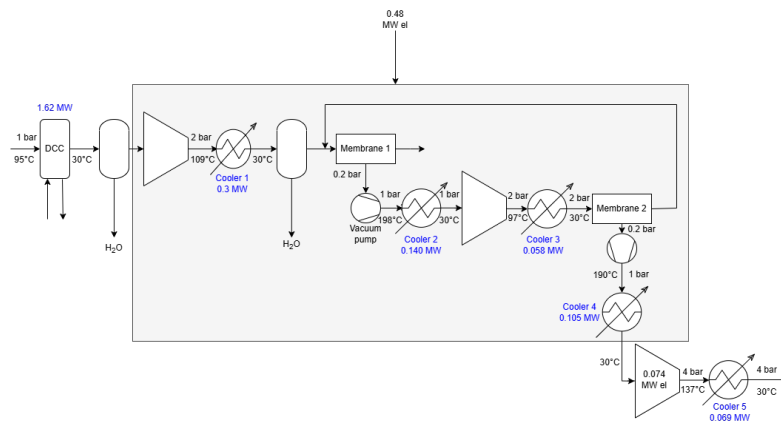 0.48
MW el
1.62 MW
1 bar
95°C
DCC
30°C
H₂O
2 bar
109°C
Cooler 1
0.3 MW
30°C
H₂O
Membrane 1
0.2 bar
Vacuum
pump
1 bar
198°C
Cooler 2
0.140 MW
1 bar
30°C
2 bar
97°C
Cooler 3
0.058 MW
2 bar
30°C
Membrane 2
0.2 bar
190°C
1 bar
Cooler 4
0.105 MW
30°C
0.074
MW el
4 bar
137°C
Cooler 5
0.069 MW
4 bar
30°C